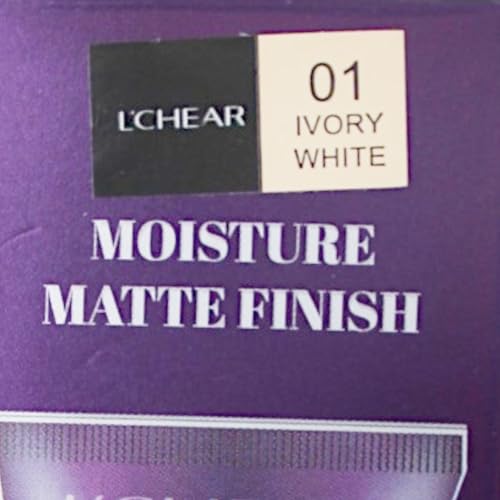 L'CHEAR
01
IVORY
WHITE
MOISTURE
MATTE FINISH